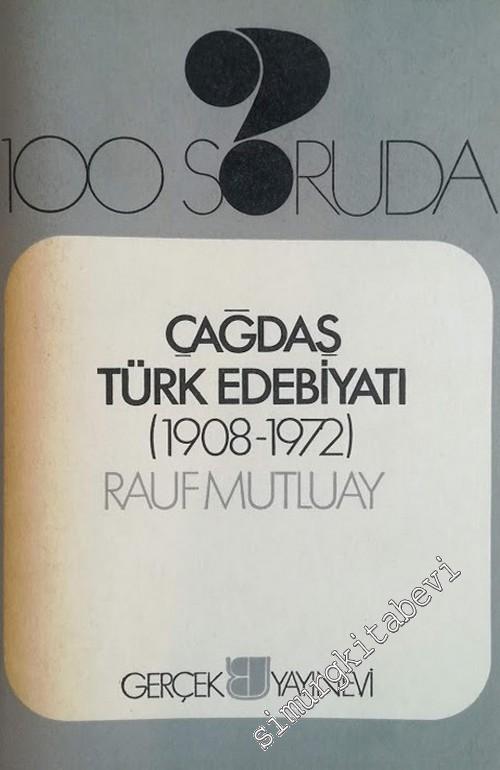 100 SORUDA
ÇAĞDAŞ
TÜRK EDEBİYATI
(1908-1972)
RAUF MUTLUAY
GERÇEK YAYINEVİ
simurgkitabevi